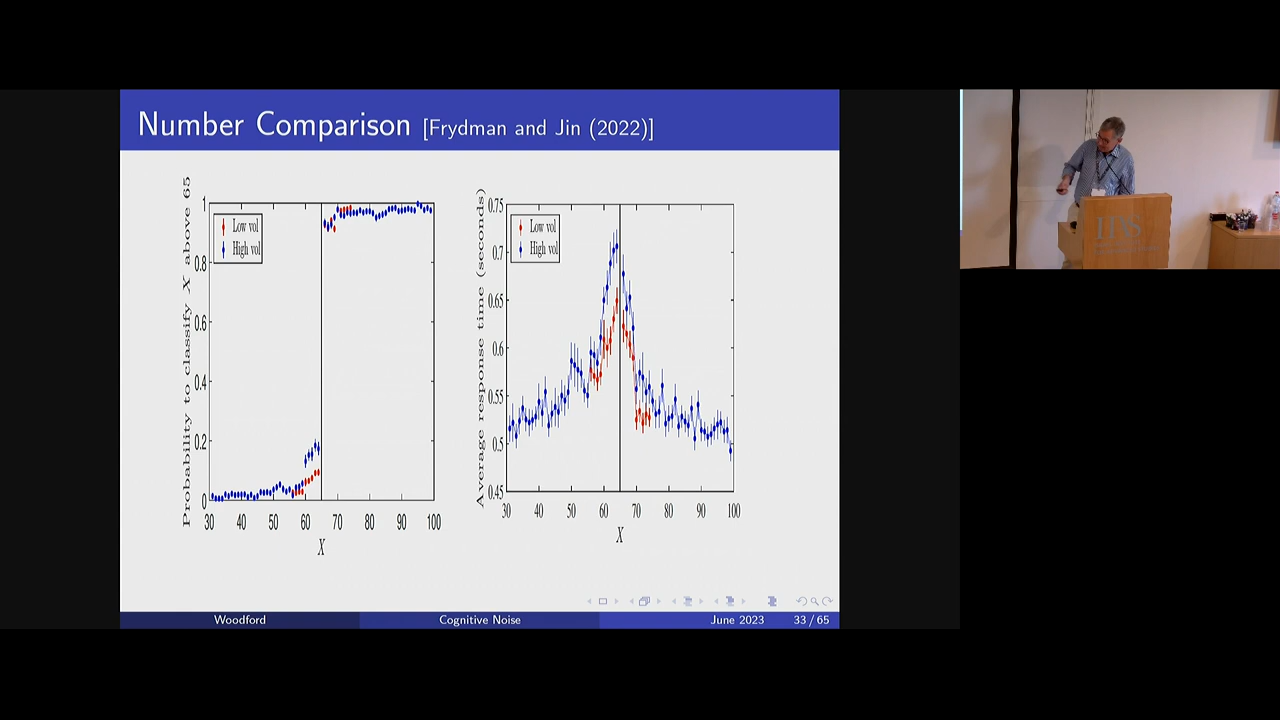 Number Comparison [Frydman and Jin (2022)]
Probability to classify X above 65
1
0.8
0.6
0.4
0.2
0
Low vol
High vol
30 40 50 60 70 80 90 100
X
Average response time (seconds)
0.75
0.7
0.65
0.6
0.55
0.5
0.45
Low vol
High vol
30 40 50 60 70 80 90 100
X
Woodford Cognitive Noise June 2023 33 / 65